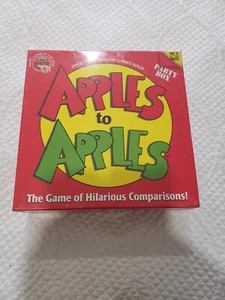 PARTY
BOX
APPLES
to
APPLES
The Game of Hilarious Comparisons!